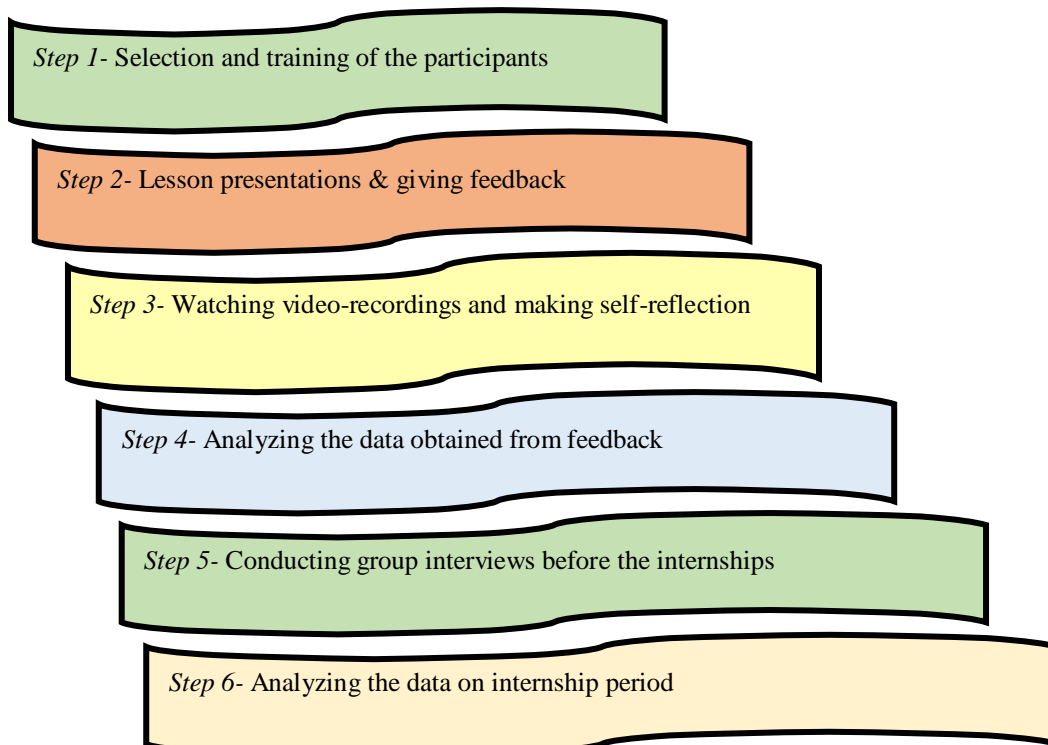 Step 1- Selection and training of the participants
Step 2- Lesson presentations & giving feedback
Step 3- Watching video-recordings and making self-reflection
Step 4- Analyzing the data obtained from feedback
Step 5- Conducting group interviews before the internships
Step 6- Analyzing the data on internship period